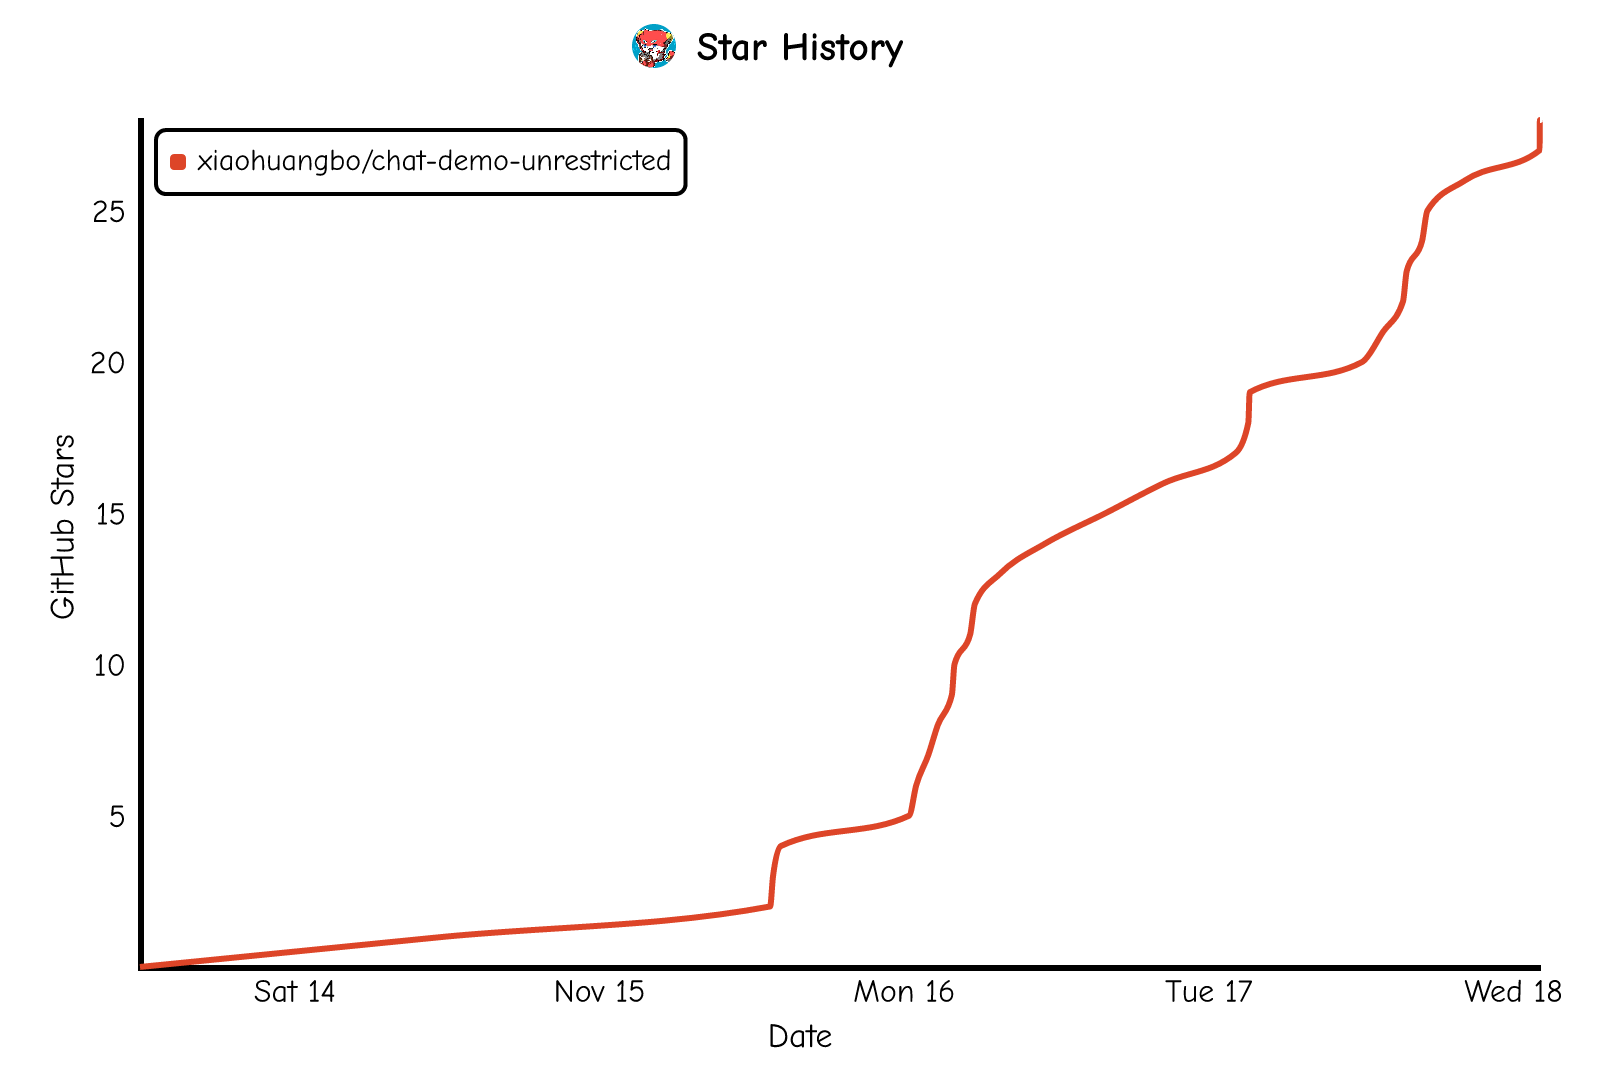 Star History
xiaohuangbo/chat-demo-unrestricted
25
20
15
10
5
GitHub Stars
Sat 14
Nov 15
Mon 16
Tue 17
Wed 18
Date